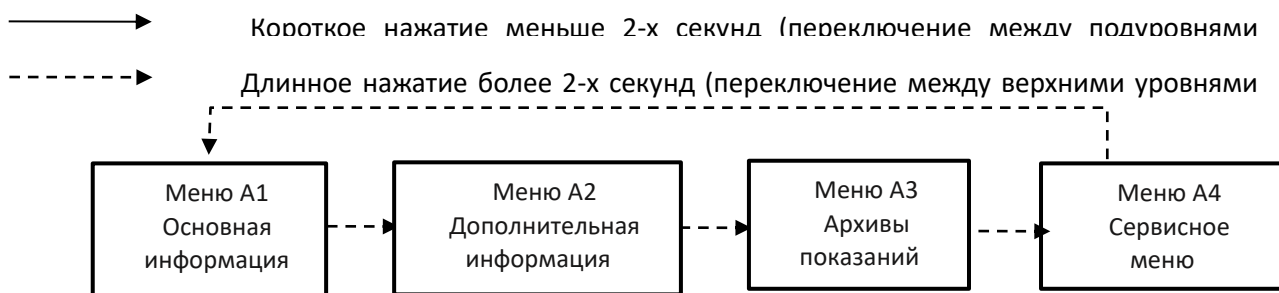 Короткое нажатие меньше 2-х секунд (переключение между подуровнями
Длинное нажатие более 2-х секунд (переключение между верхними уровнями
Меню А1
Основная
информация
Меню А2
Дополнительная
информация
Меню А3
Архивы
показаний
Меню А4
Сервисное
меню